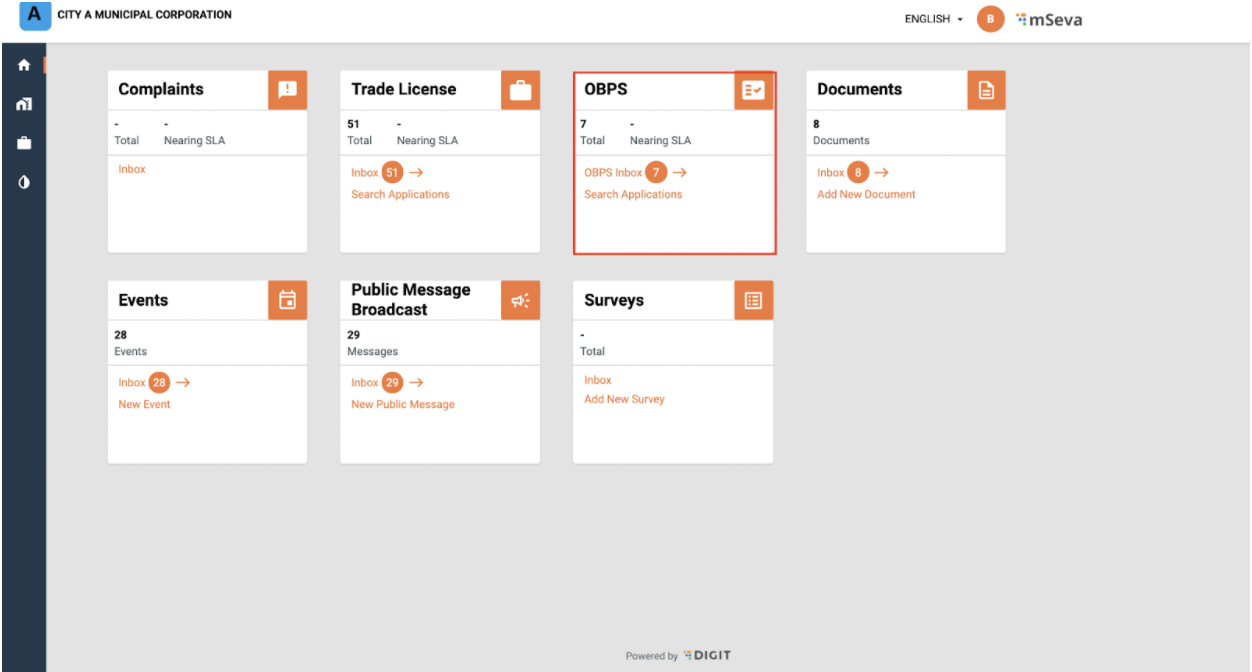 A CITY A MUNICIPAL CORPORATION
ENGLISH B mSeva
Complaints
- -
Total Nearing SLA
Inbox
Trade License
51 -
Total Nearing SLA
Inbox 51
Search Applications
OBPS
7 -
Total Nearing SLA
OBPS Inbox 7
Search Applications
Documents
8
Documents
Inbox 8
Add New Document
Events
28
Events
Inbox 28
New Event
Public Message
Broadcast
29
Messages
Inbox 29
New Public Message
Surveys
-
Total
Inbox
Add New Survey
Powered by DIGIT